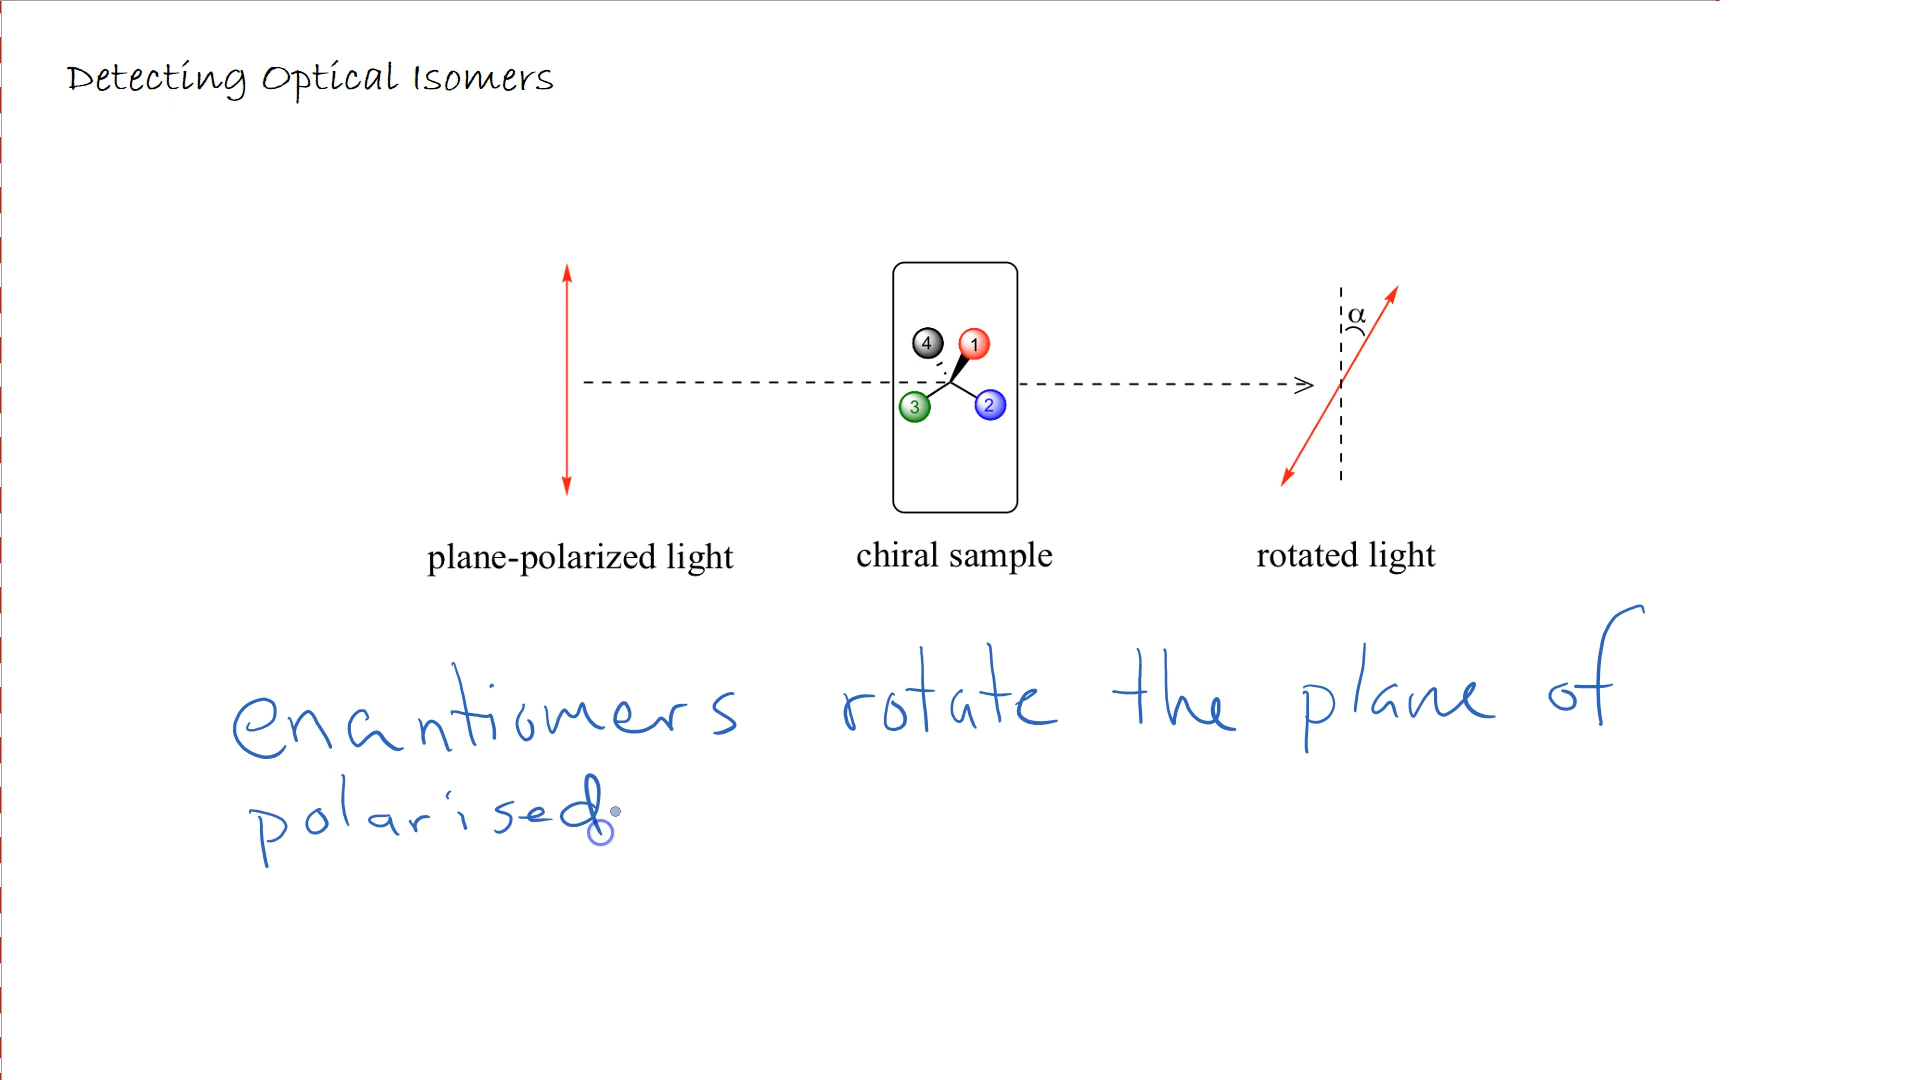 Detecting Optical Isomers
α
4 1
3 2
plane-polarized light chiral sample rotated light
enantiomers rotate the plane of
polarised